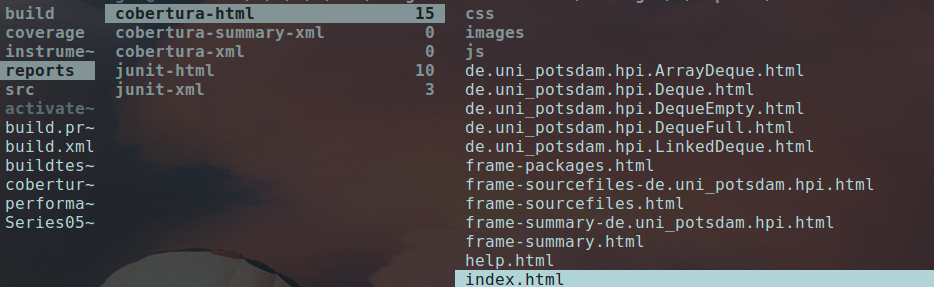 build
coverage
instrume~
reports
src
activate~
build.pr~
build.xml
buildtes~
cobertur~
performa~
Series05~
cobertura-html 15
cobertura-summary-xml 0
cobertura-xml 0
junit-html 10
junit-xml 3
css
images
js
de.uni_potsdam.hpi.ArrayDeque.html
de.uni_potsdam.hpi.Deque.html
de.uni_potsdam.hpi.DequeEmpty.html
de.uni_potsdam.hpi.DequeFull.html
de.uni_potsdam.hpi.LinkedDeque.html
frame-packages.html
frame-sourcefiles-de.uni_potsdam.hpi.html
frame-sourcefiles.html
frame-summary-de.uni_potsdam.hpi.html
frame-summary.html
help.html
index.html